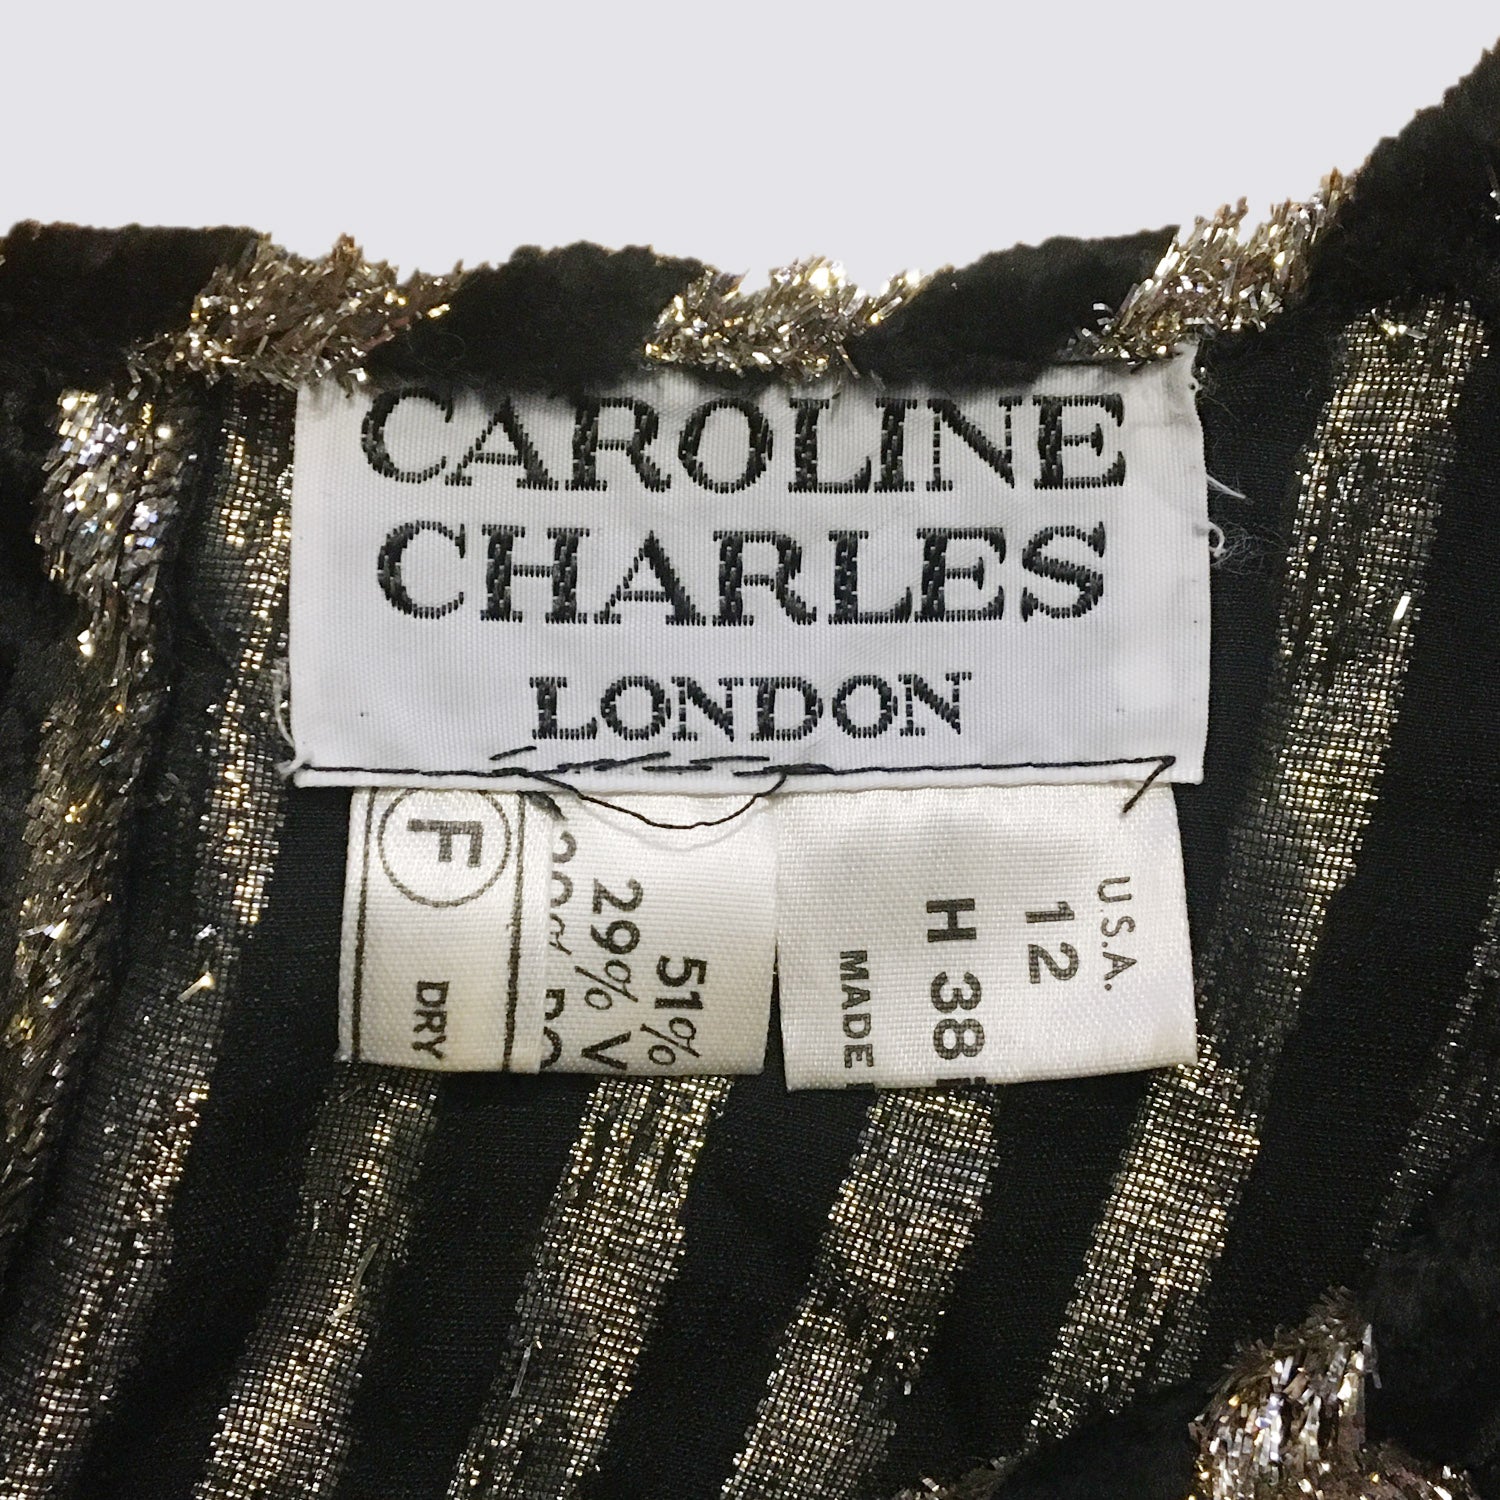 CAROLINE
CHARLES
LONDON
F
DRY
51%
29% V
U.S.A.
12
H 38
MADE